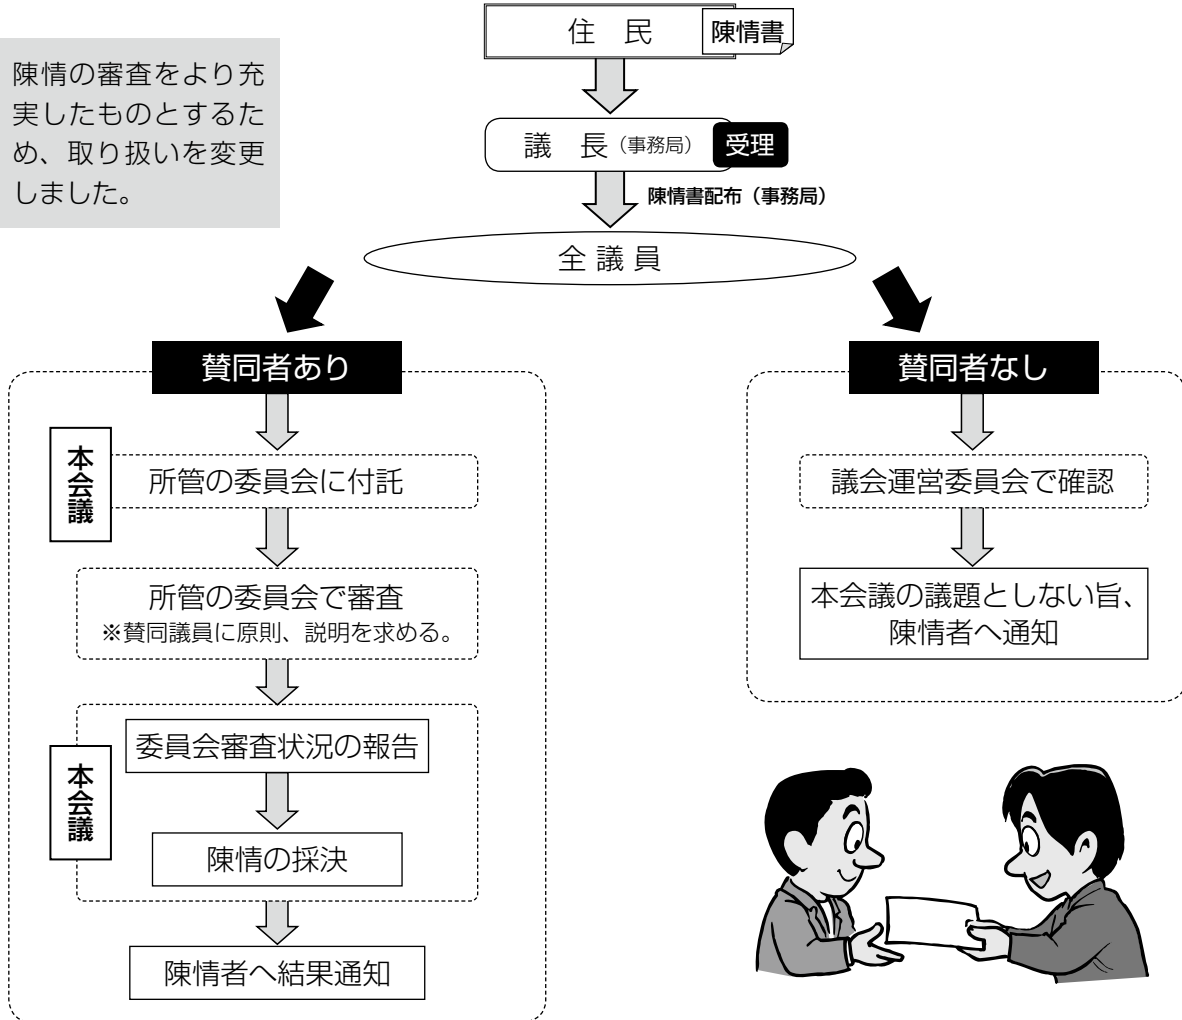 住　民
陳情書
陳情の審査をより充
実したものとするた
め、取り扱いを変更
しました。
議　長（事務局）
受理
陳情書配布（事務局）
全 議 員
賛同者あり
本会議
所管の委員会に付託
所管の委員会で審査
※賛同議員に原則、説明を求める。
本会議
委員会審査状況の報告
陳情の採決
陳情者へ結果通知
賛同者なし
議会運営委員会で確認
本会議の議題としない旨、
陳情者へ通知